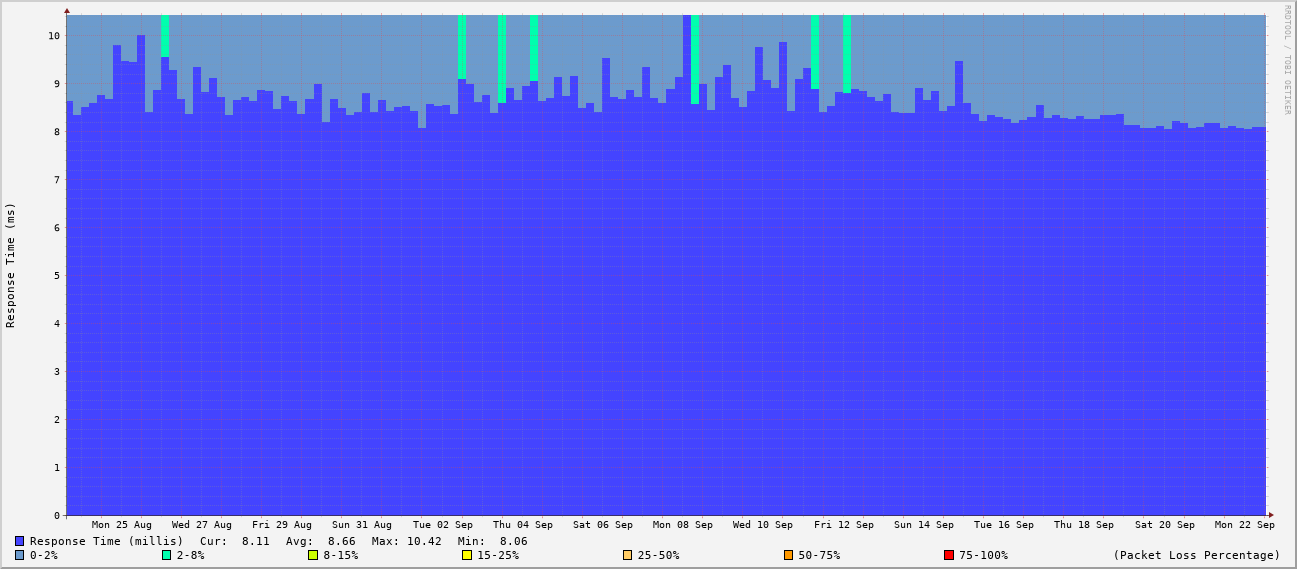 RRDTOOL / TOBI OETIKER
Response Time (ms)
10
9
8
7
6
5
4
3
2
1
0
Mon 25 Aug Wed 27 Aug Fri 29 Aug Sun 31 Aug Tue 02 Sep Thu 04 Sep Sat 06 Sep Mon 08 Sep Wed 10 Sep Fri 12 Sep Sun 14 Sep Tue 16 Sep Thu 18 Sep Sat 20 Sep Mon 22 Sep
Response Time (millis) Cur: 8.11 Avg: 8.66 Max: 10.42 Min: 8.06
0-2% 2-8% 8-15% 15-25% 25-50% 50-75% 75-100% (Packet Loss Percentage)